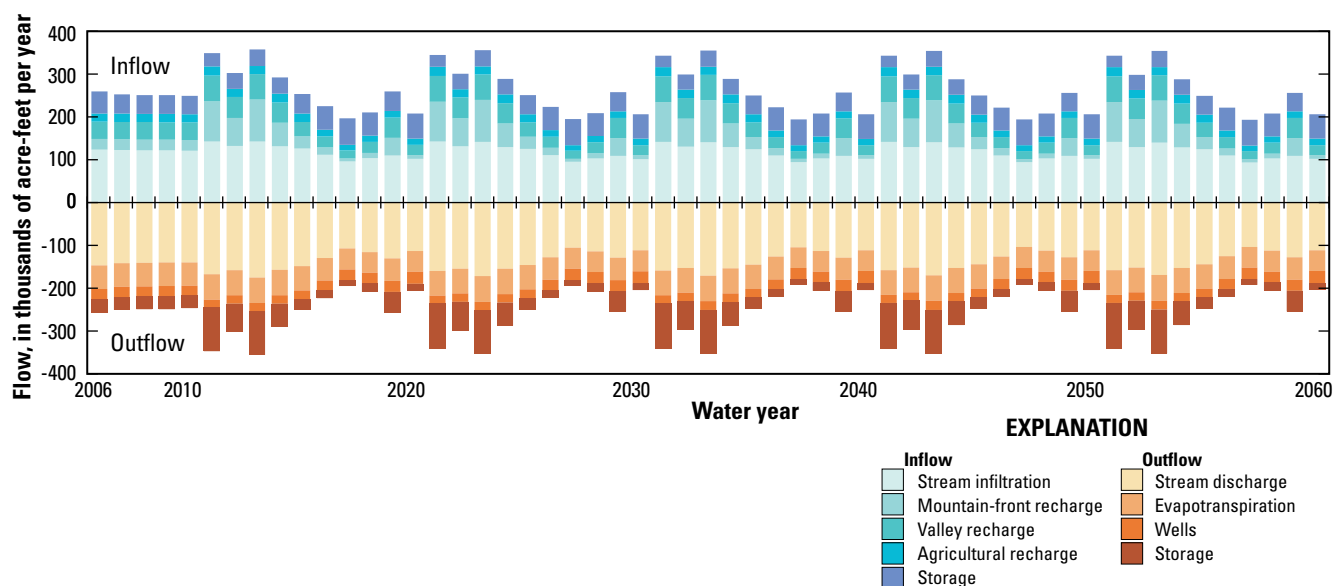 Flow, in thousands of acre-feet per year
400
300
200
100
0
-100
-200
-300
-400
Inflow
Outflow
2006 2010 2020 2030 2040 2050 2060
Water year
EXPLANATION
Inflow
Stream infiltration
Mountain-front recharge
Valley recharge
Agricultural recharge
Storage
Outflow
Stream discharge
Evapotranspiration
Wells
Storage